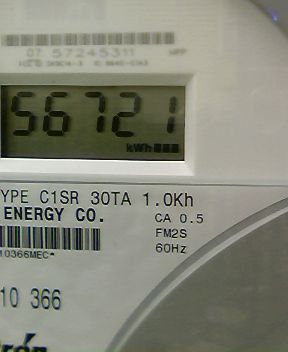 07 57245311
56721
kWh
YPE C1SR 30TA 1.0Kh
ENERGY CO.
CA 0.5
FM2S
60Hz
10366MEC*
10 366
rón